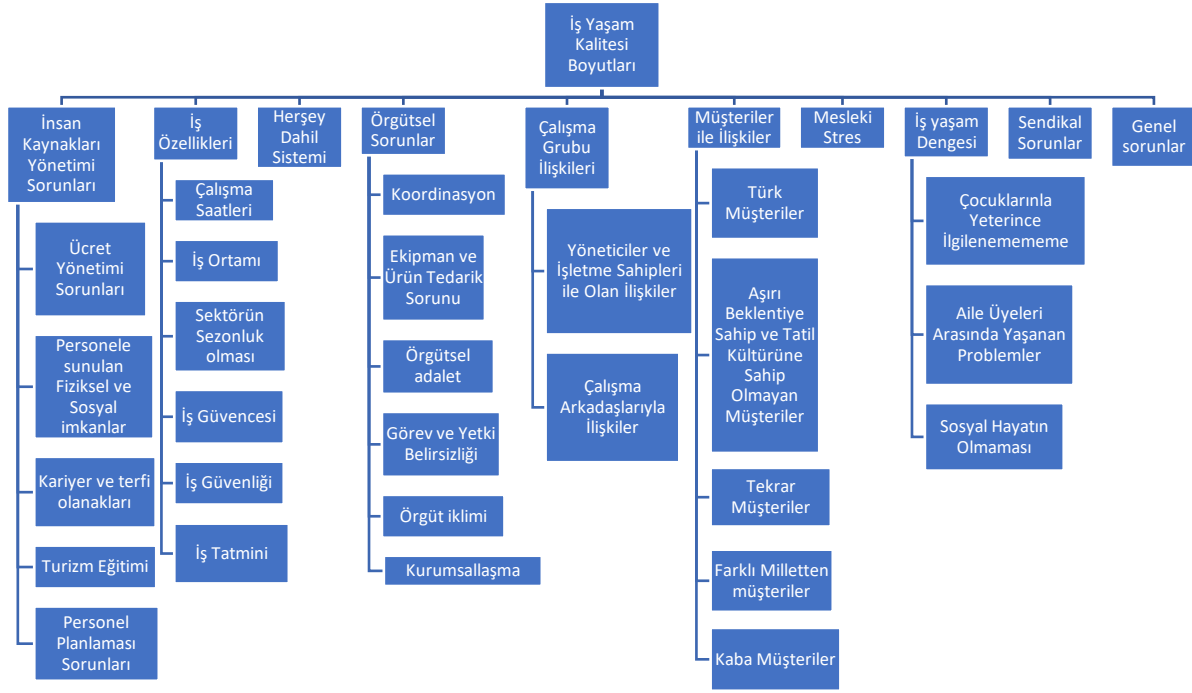 İş Yaşam
Kalitesi
Boyutları
İnsan
Kaynakları
Yönetimi
Sorunları
Ücret
Yönetimi
Sorunları
Personele
sunulan
Fiziksel ve
Sosyal
imkanlar
Kariyer ve terfi
olanakları
Turizm Eğitimi
Personel
Planlaması
Sorunları
İş
Özellikleri
Çalışma
Saatleri
İş Ortamı
Sektörün
Sezonluk
olması
İş Güvencesi
İş Güvenliği
İş Tatmini
Herşey
Dahil
Sistemi
Örgütsel
Sorunlar
Koordinasyon
Ekipman ve
Ürün Tedarik
Sorunu
Örgütsel
adalet
Görev ve Yetki
Belirsizliği
Örgüt iklimi
Kurumsallaşma
Çalışma
Grubu
İlişkileri
Yöneticiler ve
İşletme Sahipleri
ile Olan İlişkiler
Çalışma
Arkadaşlarıyla
İlişkiler
Müşteriler
ile İlişkiler
Türk
Müşteriler
Aşırı
Beklentiye
Sahip ve Tatil
Kültürüne
Sahip
Olmayan
Müşteriler
Tekrar
Müşteriler
Farklı Milletten
müşteriler
Kaba Müşteriler
Mesleki
Stres
İş yaşam
Dengesi
Çocuklarınla
Yeterince
İlgilenemememe
Aile Üyeleri
Arasında Yaşanan
Problemler
Sosyal Hayatın
Olmaması
Sendikal
Sorunlar
Genel
sorunlar